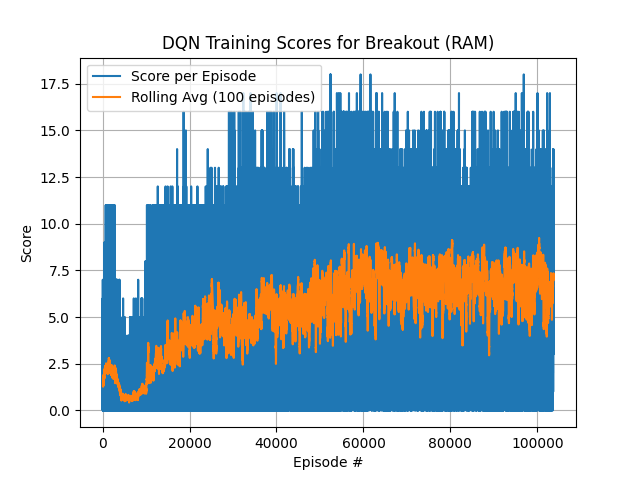 DQN Training Scores for Breakout (RAM)
Score per Episode
Rolling Avg (100 episodes)
Score
17.5
15.0
12.5
10.0
7.5
5.0
2.5
0.0
0 20000 40000 60000 80000 100000
Episode #